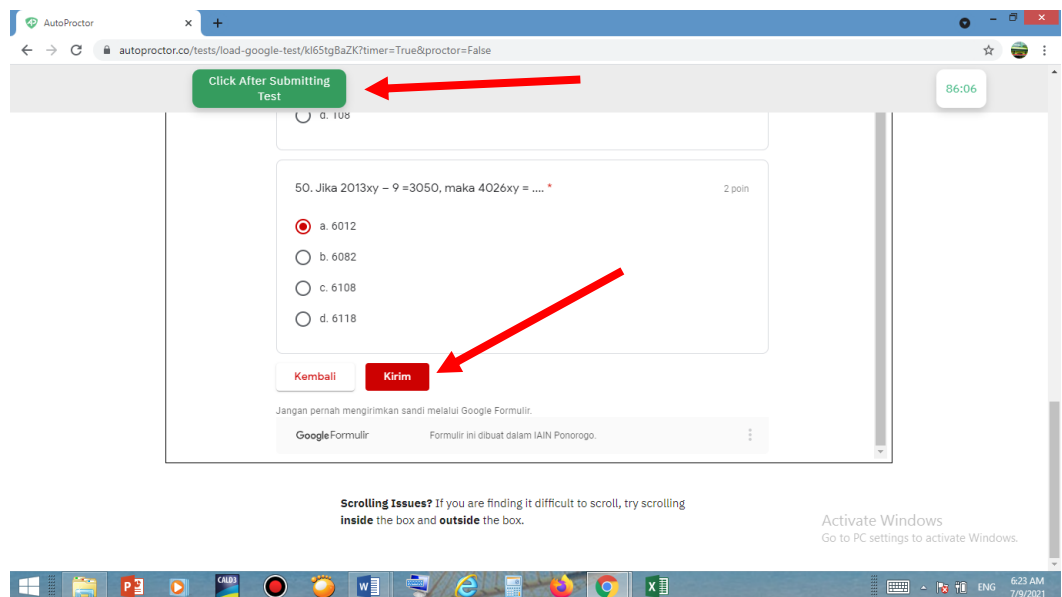 AutoProctor
autoproctor.co/tests/load-google-test/kl65tgBaZK?timer=True&proctor=False
Click After Submitting
Test
86:06
d. 108
50. Jika 2013xy – 9 =3050, maka 4026xy = .... *
2 poin
a. 6012
b. 6082
c. 6108
d. 6118
Kembali
Kirim
Jangan pernah mengirimkan sandi melalui Google Formulir.
Google Formulir
Formulir ini dibuat dalam IAIN Ponorogo.
Scrolling Issues? If you are finding it difficult to scroll, try scrolling
inside the box and outside the box.
Activate Windows
Go to PC settings to activate Windows.
CALD3
ENG
6:23 AM
7/9/2021